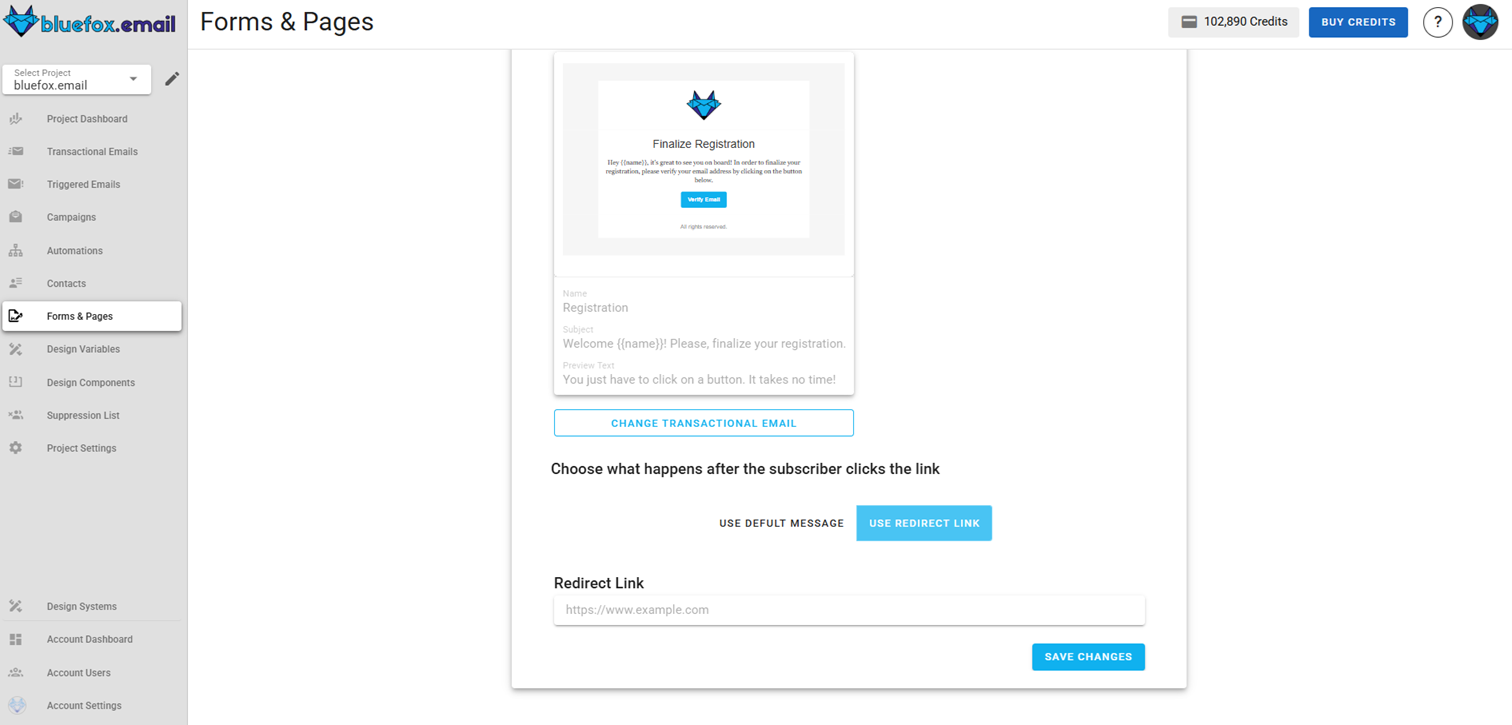 bluefox.email
Forms & Pages
102,890 Credits
BUY CREDITS
?
Select Project
bluefox.email
Project Dashboard
Transactional Emails
Triggered Emails
Campaigns
Automations
Contacts
Forms & Pages
Design Variables
Design Components
Suppression List
Project Settings
Design Systems
Account Dashboard
Account Users
Account Settings
Finalize Registration
Hey {{name}}, it's great to see you on board! In order to finalize your
registration, please verify your email address by clicking on the button
below.
Verify Email
All rights reserved.
Name
Registration
Subject
Welcome {{name}}! Please, finalize your registration.
Preview Text
You just have to click on a button. It takes no time!
CHANGE TRANSACTIONAL EMAIL
Choose what happens after the subscriber clicks the link
USE DEFULT MESSAGE
USE REDIRECT LINK
Redirect Link
https://www.example.com
SAVE CHANGES